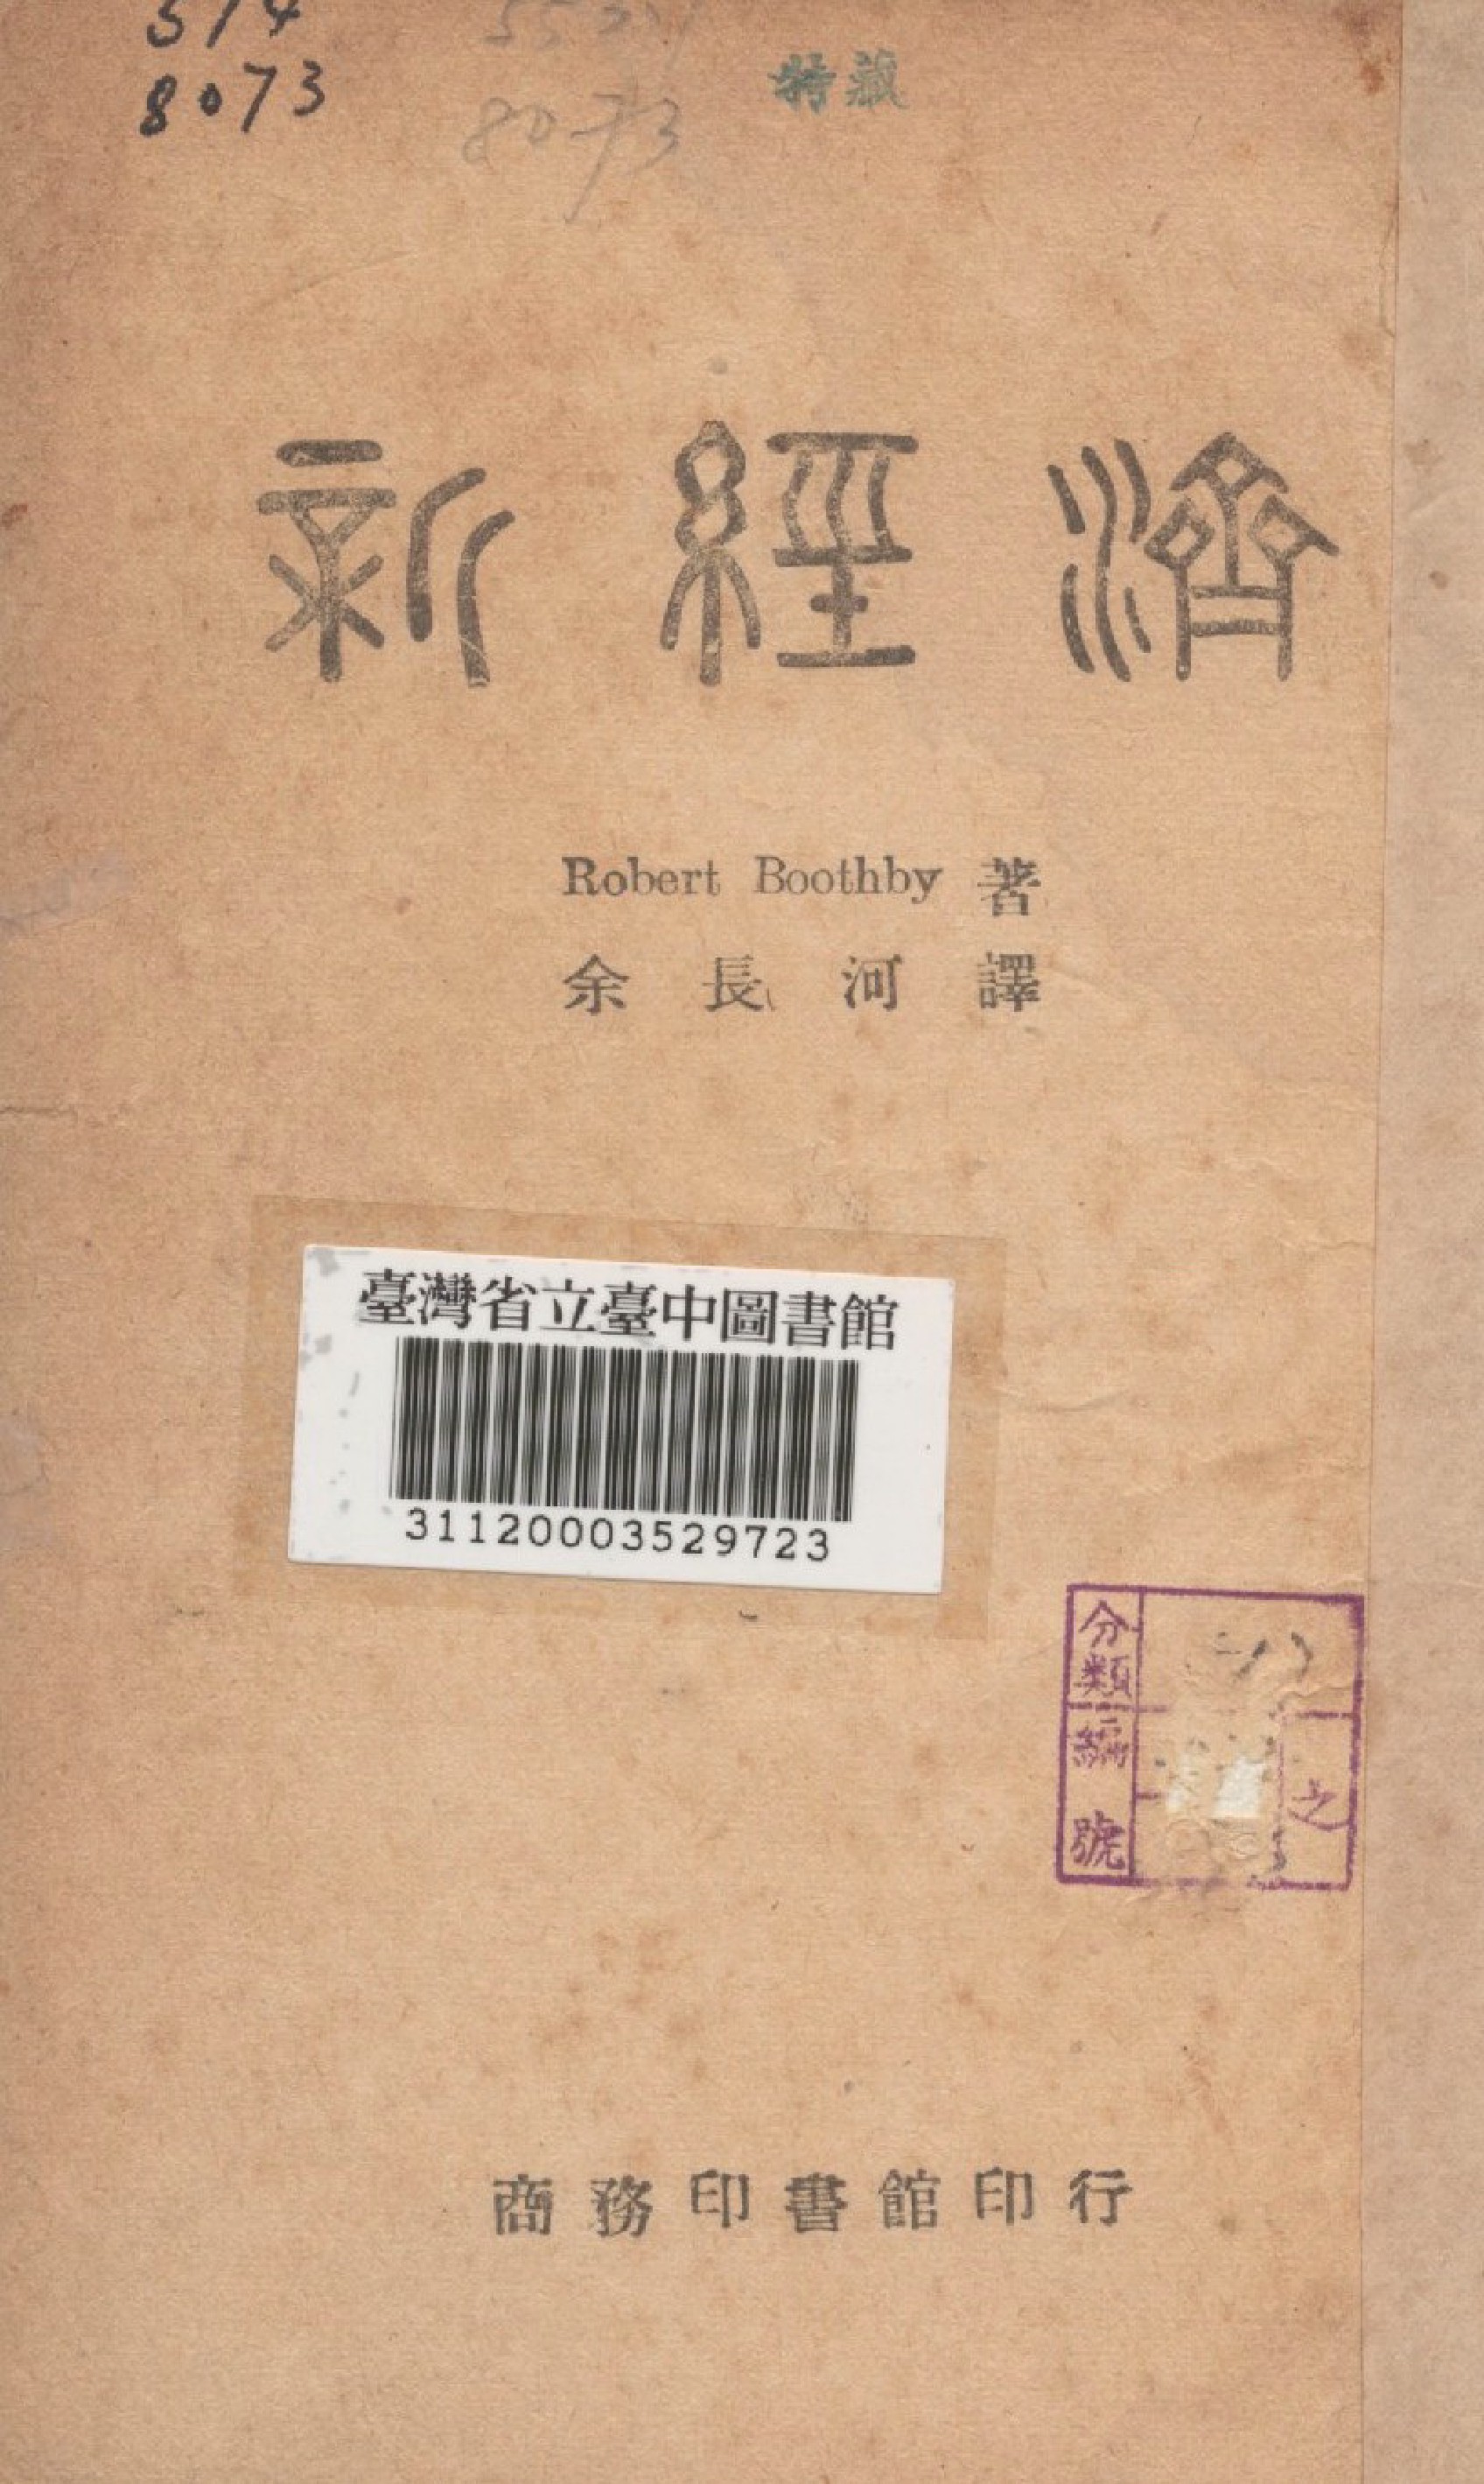 8073
8073
特藏
新經濟
Robert Boothby 著
余長河譯
臺灣省立臺中圖書館
31120003529723
分類
編號
之
商務印書館印行